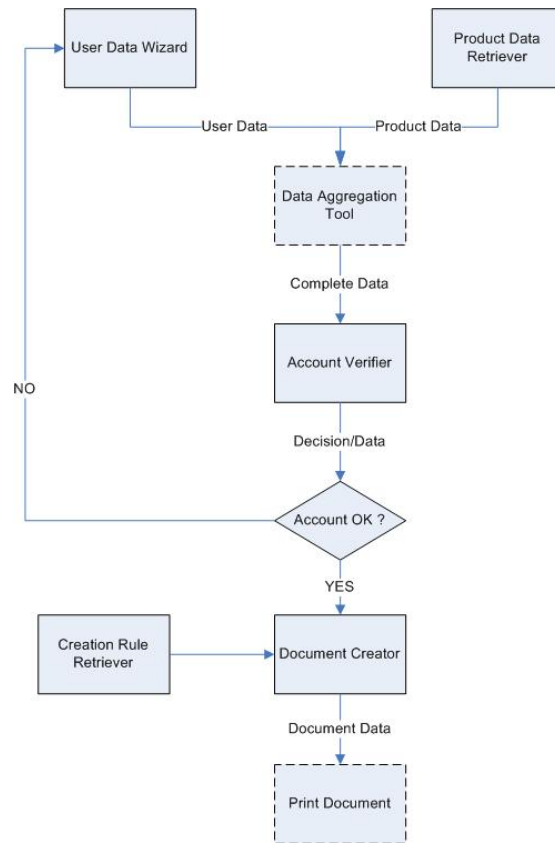 User Data Wizard
Product Data
Retriever
User Data
Product Data
Data Aggregation
Tool
Complete Data
Account Verifier
NO
Decision/Data
Account OK ?
YES
Creation Rule
Retriever
Document Creator
Document Data
Print Document